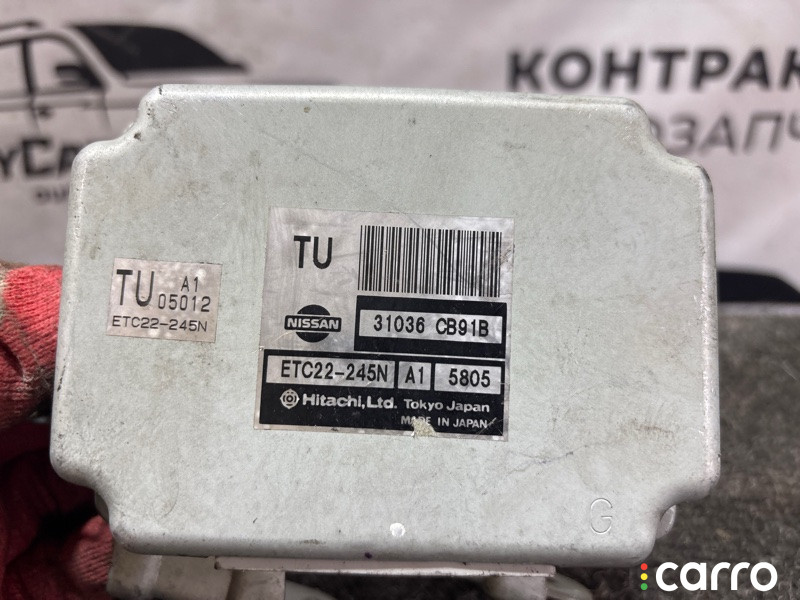 КОНТРАК
ОЗАПЧ
TU A1
05012
ETC22-245N
TU
NISSAN
31036 CB91B
ETC22-245N A1 5805
Hitachi, Ltd. Tokyo Japan
MADE IN JAPAN
G
carro